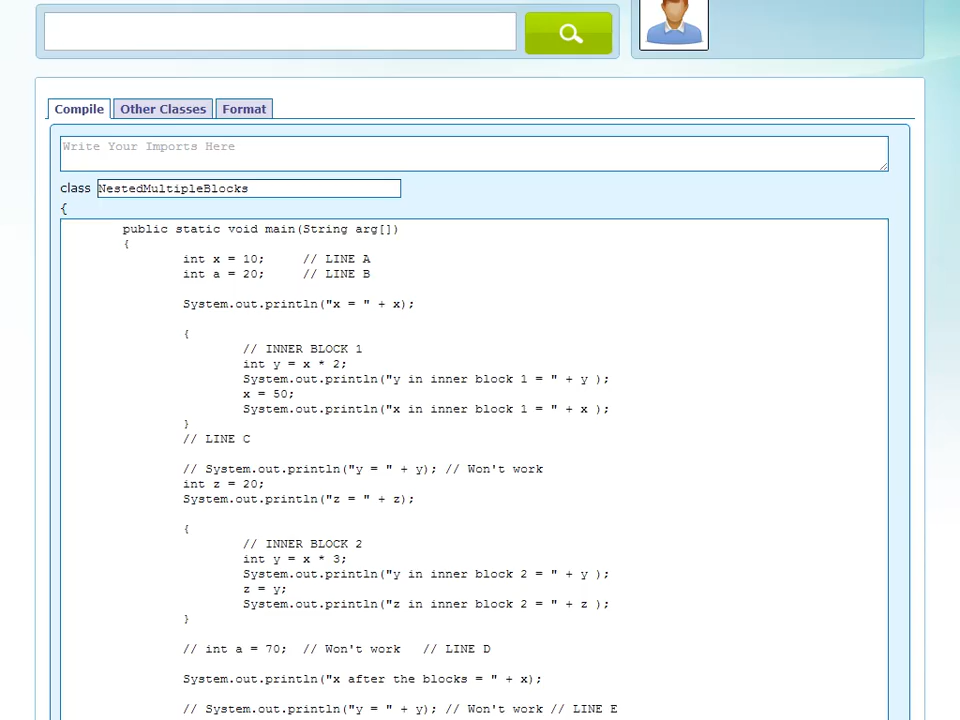 Compile Other Classes Format
Write Your Imports Here
class NestedMultipleBlocks
{
public static void main(String arg[])
{
int x = 10; // LINE A
int a = 20; // LINE B
System.out.println("x = " + x);
{
// INNER BLOCK 1
int y = x * 2;
System.out.println("y in inner block 1 = " + y );
x = 50;
System.out.println("x in inner block 1 = " + x );
}
// LINE C
// System.out.println("y = " + y); // Won't work
int z = 20;
System.out.println("z = " + z);
{
// INNER BLOCK 2
int y = x * 3;
System.out.println("y in inner block 2 = " + y );
z = y;
System.out.println("z in inner block 2 = " + z );
}
// int a = 70; // Won't work // LINE D
System.out.println("x after the blocks = " + x);
// System.out.println("y = " + y); // Won't work // LINE E